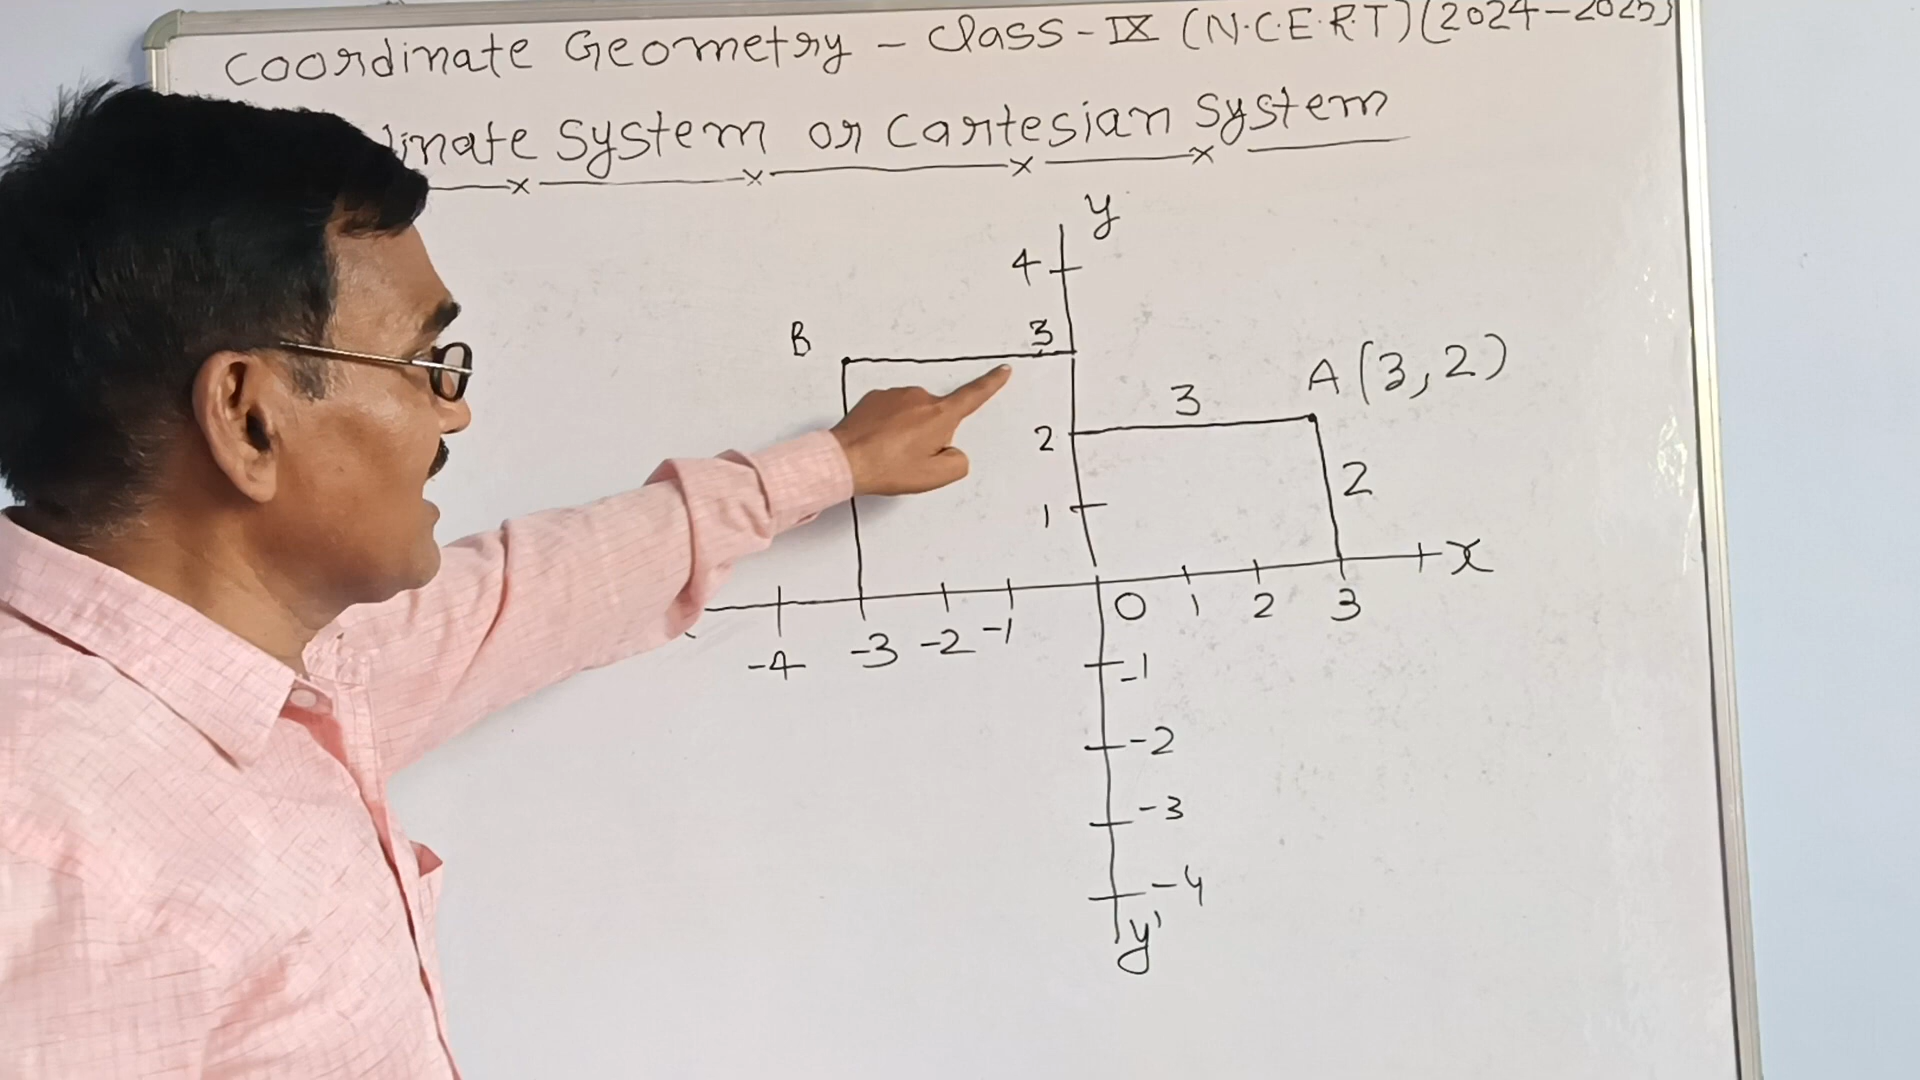 Coordinate Geometry - Class-IX (N.C.E.R.T) (2024-2025)
System or Cartesian System
y
4
B
3
A (3, 2)
3
2
2
1
x
-4 -3 -2 -1 0 1 2 3
-1
-2
-3
-4
y'